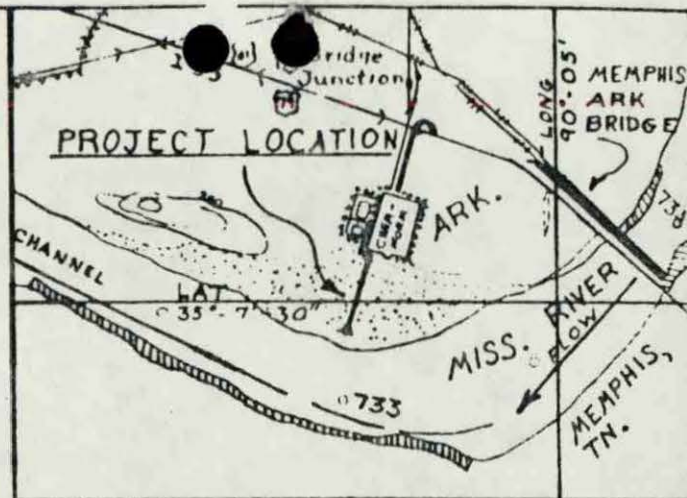 Bridge
Junction
PROJECT LOCATION
LONG
90°-05'
MEMPHIS
ARK
BRIDGE
ARK.
CHANNEL
LAT
35°-7'-30"
733
MISS. RIVER
FLOW
MEMPHIS,
TN.